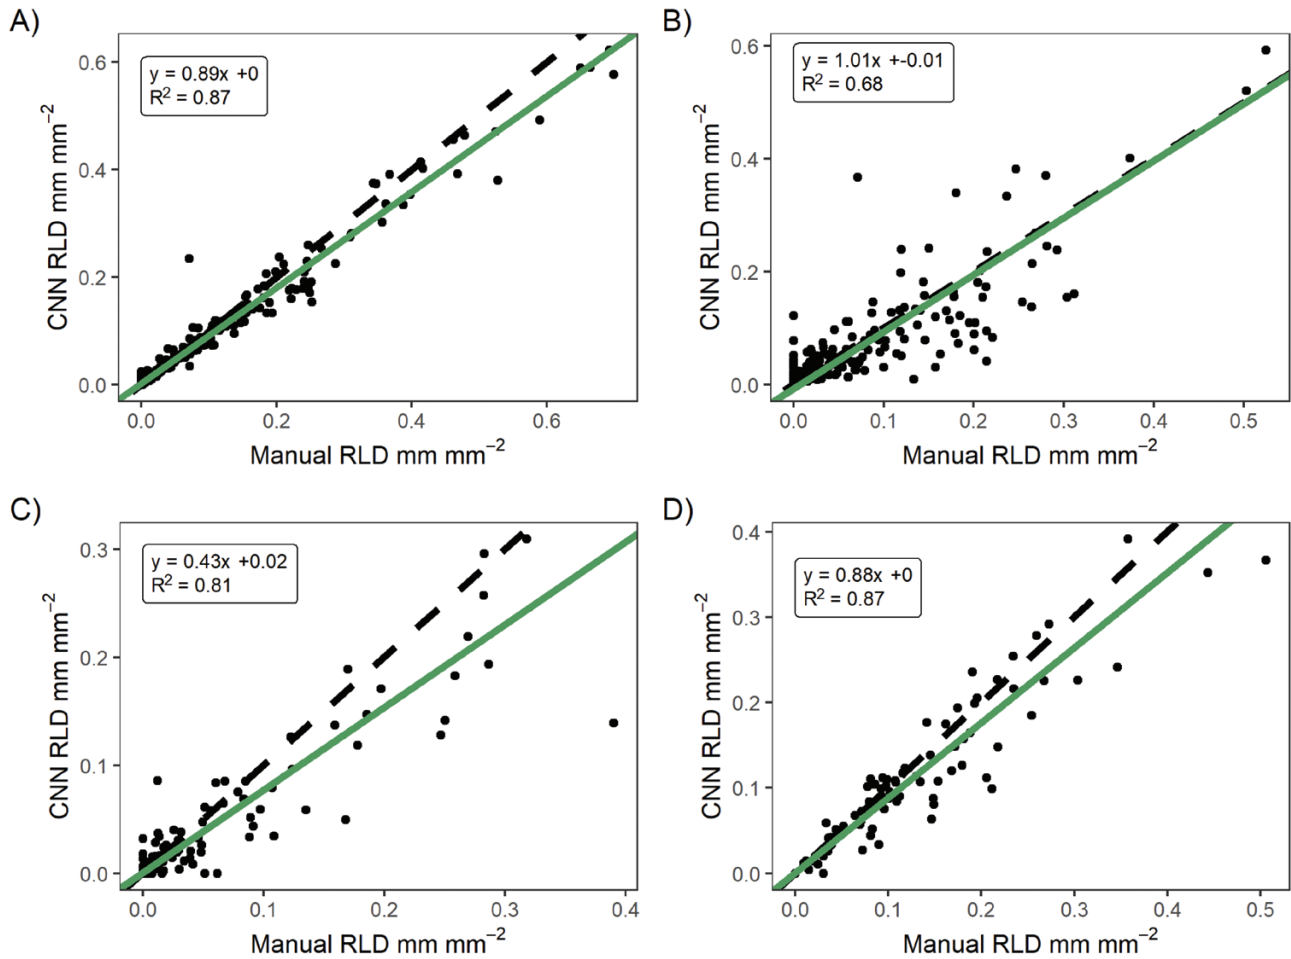 A)
y = 0.89x +0
R² = 0.87
0.6
0.4
0.2
0.0
CNN RLD mm mm⁻²
0.0 0.2 0.4 0.6
Manual RLD mm mm⁻²
B)
y = 1.01x +-0.01
R² = 0.68
0.6
0.4
0.2
0.0
CNN RLD mm mm⁻²
0.0 0.1 0.2 0.3 0.4 0.5
Manual RLD mm mm⁻²
C)
y = 0.43x +0.02
R² = 0.81
0.3
0.2
0.1
0.0
CNN RLD mm mm⁻²
0.0 0.1 0.2 0.3 0.4
Manual RLD mm mm⁻²
D)
y = 0.88x +0
R² = 0.87
0.4
0.3
0.2
0.1
0.0
CNN RLD mm mm⁻²
0.0 0.1 0.2 0.3 0.4 0.5
Manual RLD mm mm⁻²